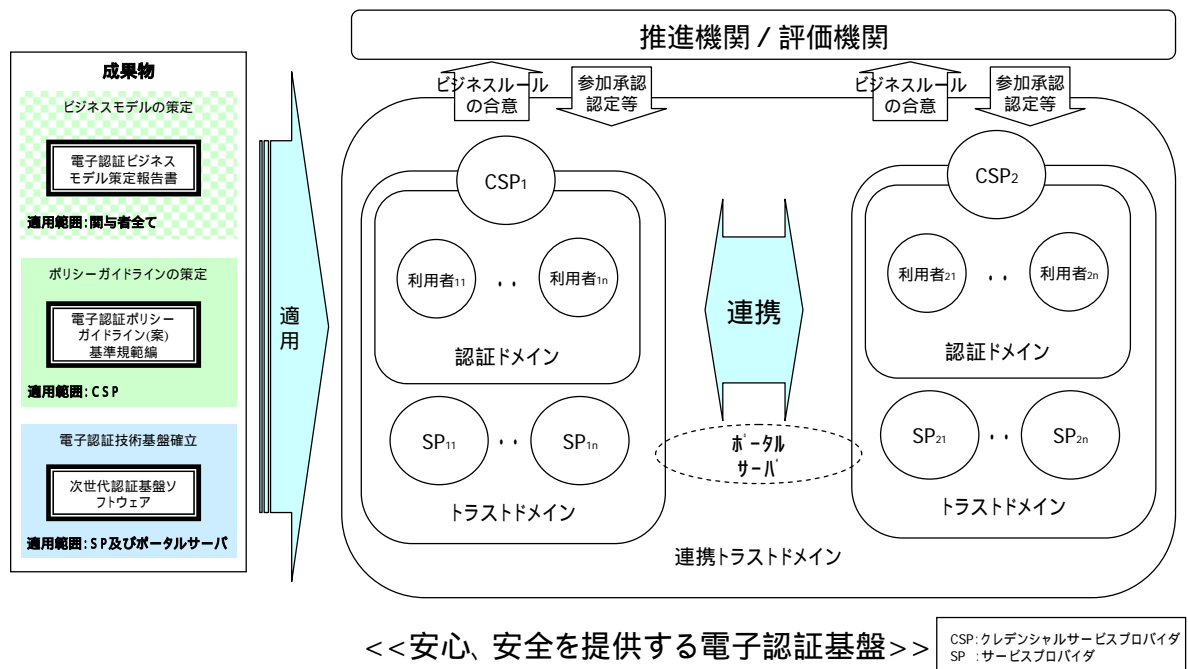 推進機関 / 評価機関
成果物
ビジネスモデルの策定
電子認証ビジネス
モデル策定報告書
適用範囲:関与者全て
ポリシーガイドラインの策定
電子認証ポリシー
ガイドライン(案)
基準規範編
適用範囲:CSP
電子認証技術基盤確立
次世代認証基盤ソ
フトウェア
適用範囲:SP及びポータルサーバ
適
用
ビジネスルール
の合意
参加承認
認定等
CSP1
利用者11
・・
利用者1n
認証ドメイン
SP11
・・
SP1n
トラストドメイン
連携
ポータル
サーバ
ビジネスルール
の合意
参加承認
認定等
CSP2
利用者21
・・
利用者2n
認証ドメイン
SP21
・・
SP2n
トラストドメイン
連携トラストドメイン
<<安心、安全を提供する電子認証基盤>>
CSP:クレデンシャルサービスプロバイダ
SP :サービスプロバイダ